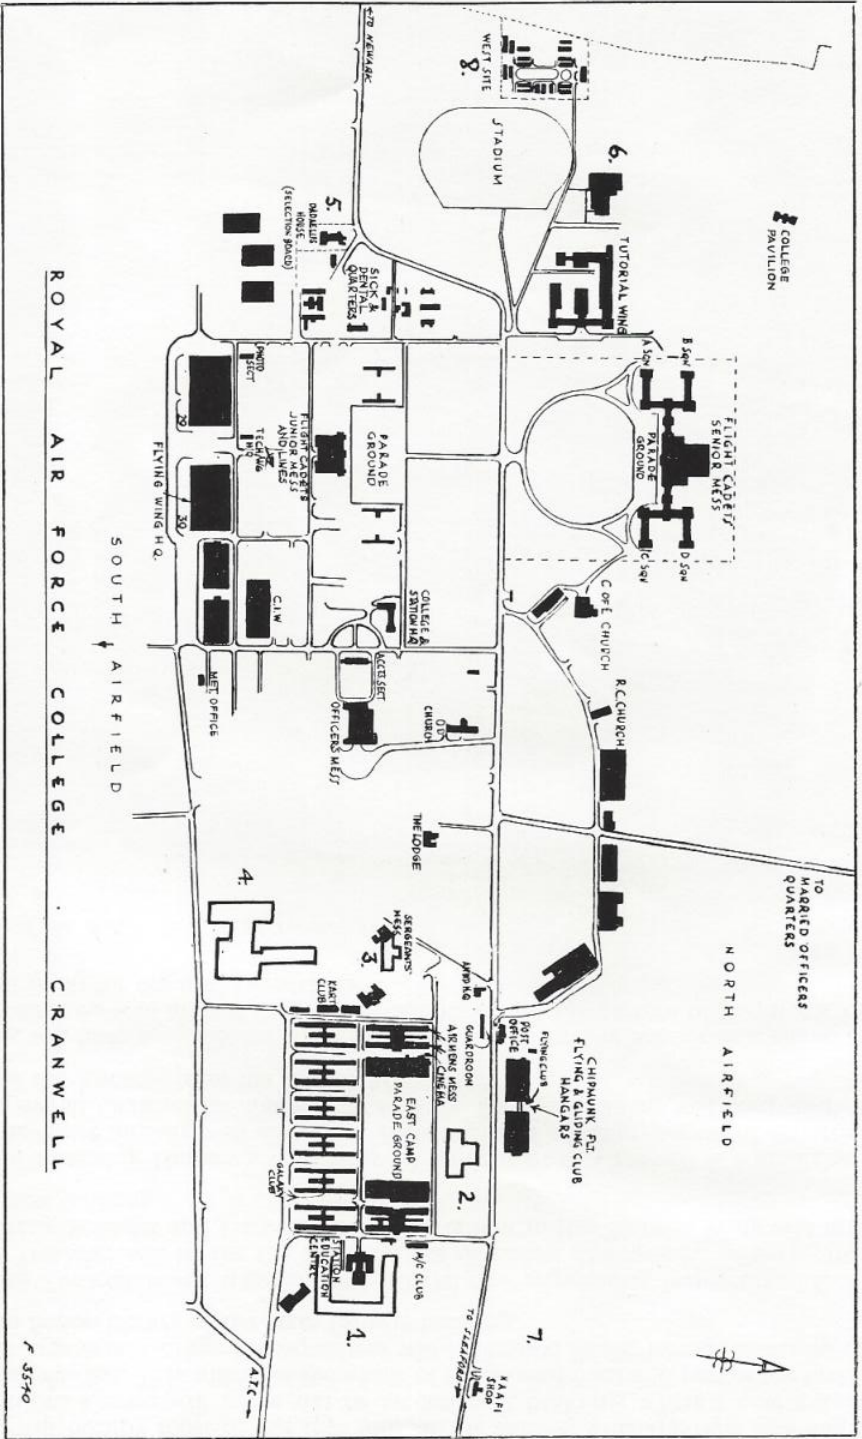 → TO NEWARK
WEST SITE
8.
STADIUM
6.
COLLEGE
PAVILION
TUTORIAL WING
5.
DAEDALUS
HOUSE
(SELECTION BOARD)
SICK &
DENTAL
QUARTERS
B SQN
A SQN
FLIGHT CADETS'
SENIOR MESS
PARADE
GROUND
C SQN
D SQN
PHOTO
SECT
29
TECH WG
HQ
FLIGHT CADETS
JUNIOR MESS
AND LINES
PARADE
GROUND
30
FLYING WING H.Q.
C.I.W
COLLEGE &
STATION H.Q
C OF E CHURCH
R.C. CHURCH
MET. OFFICE
ACCTS SECT
OFFICERS MESS
OLD
CHURCH
THE LODGE
TO
MARRIED OFFICERS
QUARTERS
SOUTH AIRFIELD
NORTH AIRFIELD
4.
SERGEANTS'
MESS
3.
KART
CLUB
GUARDROOM
AIRMENS MESS
CINEMA
POST
OFFICE
FLYING CLUB
CHIPMUNK FLT.
FLYING & GLIDING CLUB
HANGARS
EAST CAMP
PARADE GROUND
2.
GALAXY
CLUB
STATION
EDUCATION
CENTRE
M/C CLUB
1.
7.
TO SLEAFORD →
NAAFI
SHOP
A.T.C →
ROYAL AIR FORCE COLLEGE . CRANWELL
F 3540